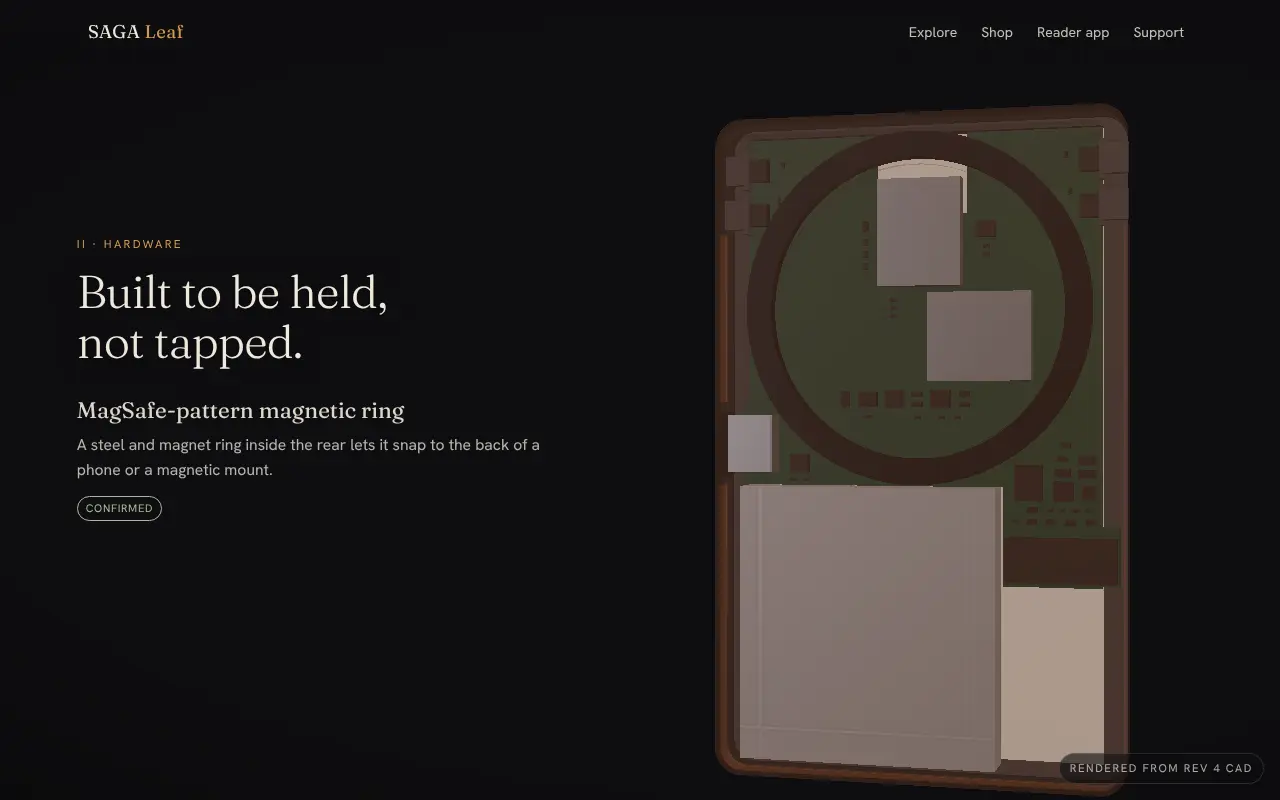 SAGA Leaf
Explore Shop Reader app Support
II · HARDWARE
Built to be held,
not tapped.
MagSafe-pattern magnetic ring
A steel and magnet ring inside the rear lets it snap to the back of a
phone or a magnetic mount.
CONFIRMED
RENDERED FROM REV 4 CAD